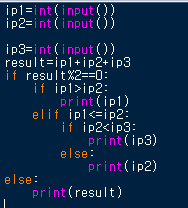 ip1=int(input())
ip2=int(input())

ip3=int(input())
result=ip1+ip2+ip3
if result%2==0:
    if ip1>ip2:
        print(ip1)
    elif ip1<=ip2:
        if ip2<ip3:
            print(ip3)
        else:
            print(ip2)
else:
    print(result)